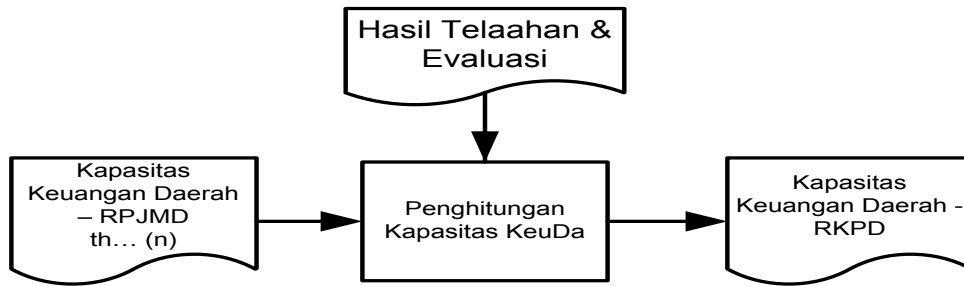 Hasil Telaahan &
Evaluasi
Kapasitas
Keuangan Daerah
– RPJMD
th… (n)
Penghitungan
Kapasitas KeuDa
Kapasitas
Keuangan Daerah -
RKPD